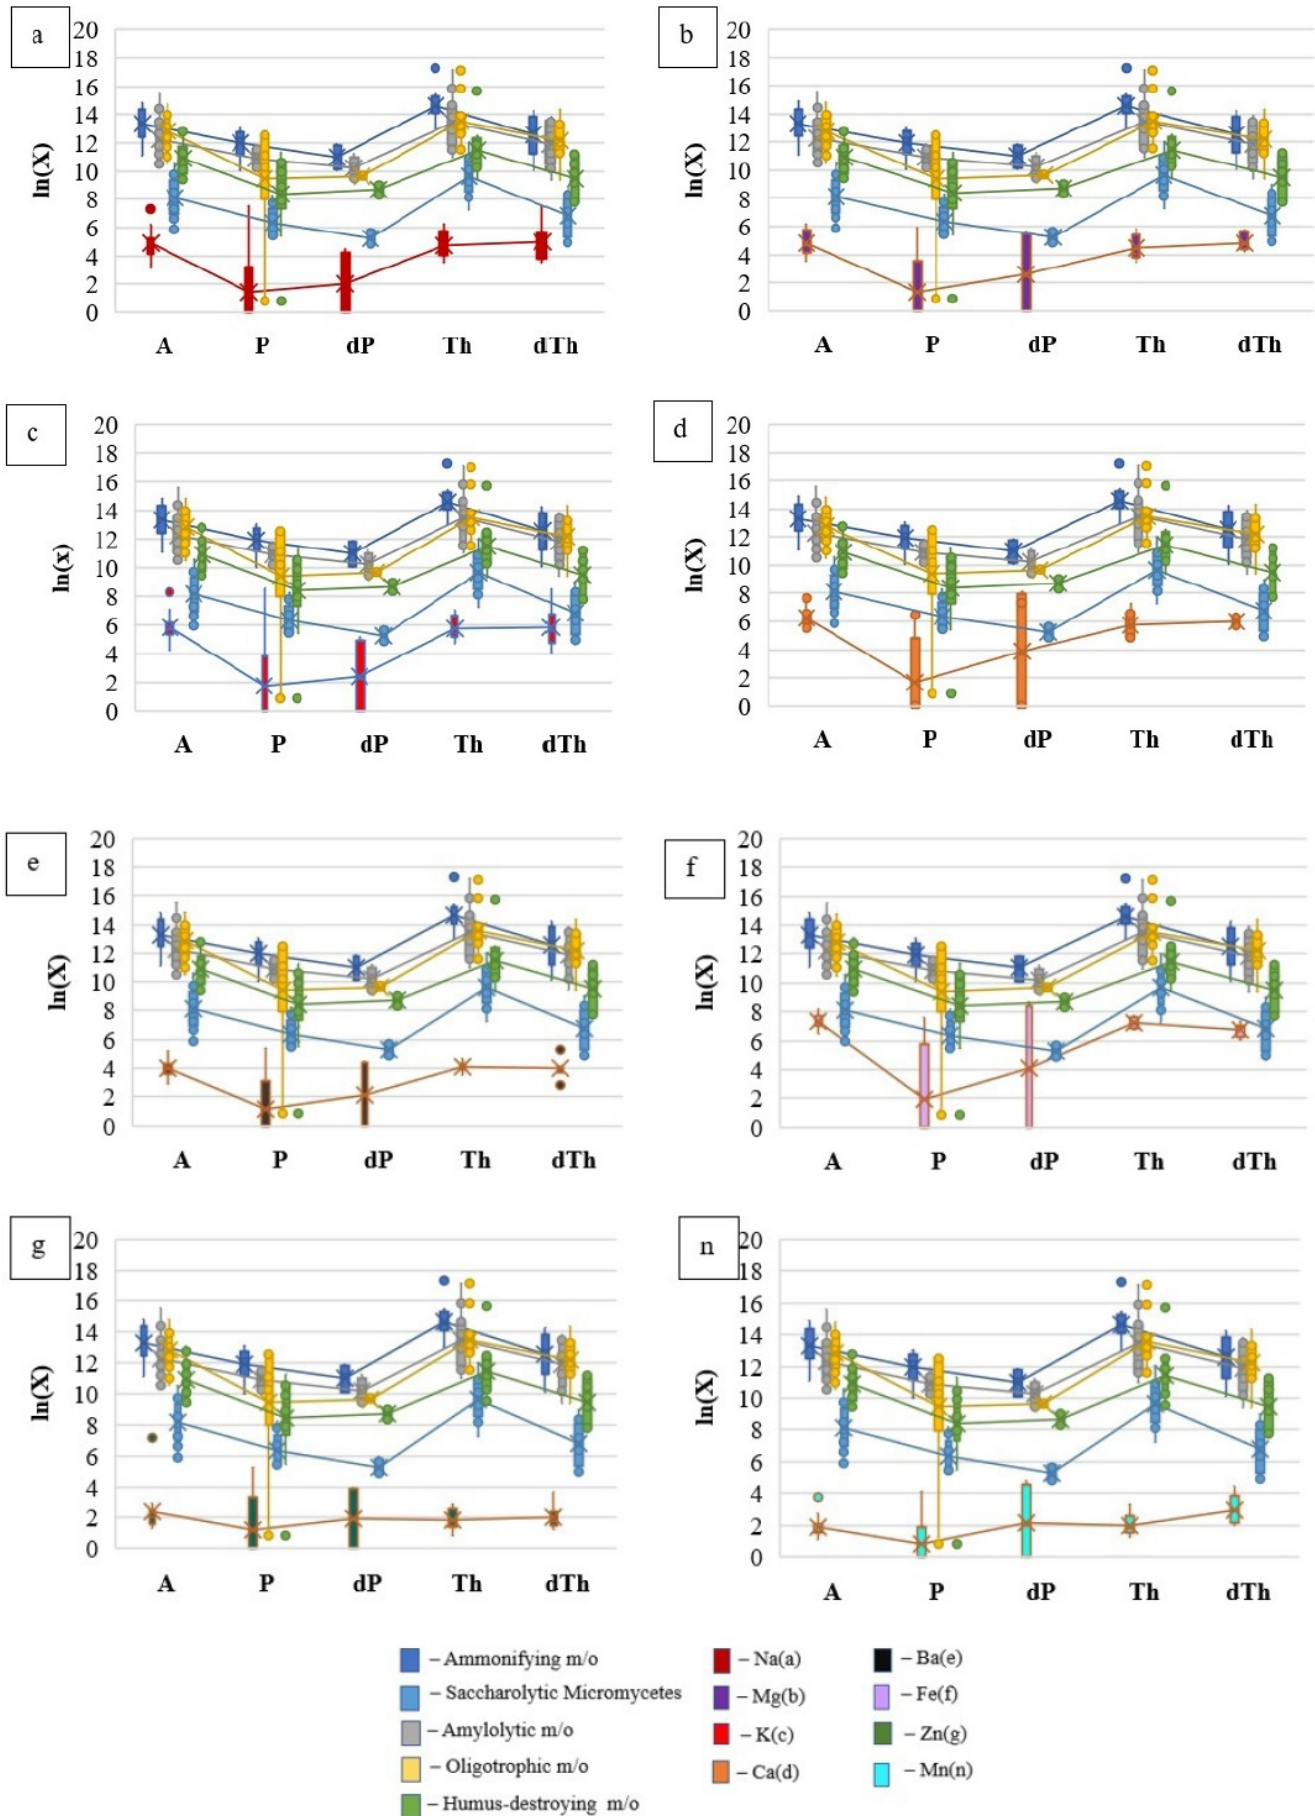 a
20
18
16
14
12
10
8
6
4
2
0
ln(X)
A P dP Th dTh
b
20
18
16
14
12
10
8
6
4
2
0
ln(X)
A P dP Th dTh
c
20
18
16
14
12
10
8
6
4
2
0
ln(x)
A P dP Th dTh
d
20
18
16
14
12
10
8
6
4
2
0
ln(X)
A P dP Th dTh
e
20
18
16
14
12
10
8
6
4
2
0
ln(X)
A P dP Th dTh
f
20
18
16
14
12
10
8
6
4
2
0
ln(X)
A P dP Th dTh
g
20
18
16
14
12
10
8
6
4
2
0
ln(X)
A P dP Th dTh
n
20
18
16
14
12
10
8
6
4
2
0
ln(X)
A P dP Th dTh
– Ammonifying m/o
– Saccharolytic Micromycetes
– Amylolytic m/o
– Oligotrophic m/o
– Humus-destroying m/o
– Na(a)
– Mg(b)
– K(c)
– Ca(d)
– Ba(e)
– Fe(f)
– Zn(g)
– Mn(n)